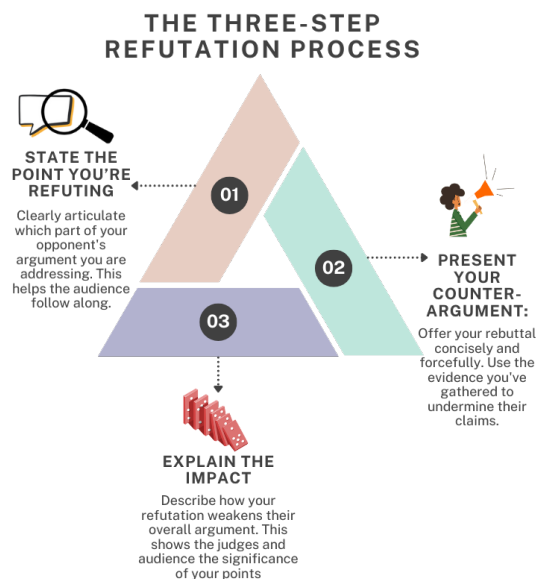 THE THREE-STEP
REFUTATION PROCESS
01
STATE THE
POINT YOU'RE
REFUTING
Clearly articulate
which part of your
opponent's
argument you are
addressing. This
helps the audience
follow along.
02
PRESENT
YOUR
COUNTER-
ARGUMENT:
Offer your rebuttal
concisely and
forcefully. Use the
evidence you've
gathered to
undermine their
claims.
03
EXPLAIN THE
IMPACT
Describe how your
refutation weakens their
overall argument. This
shows the judges and
audience the significance
of your points